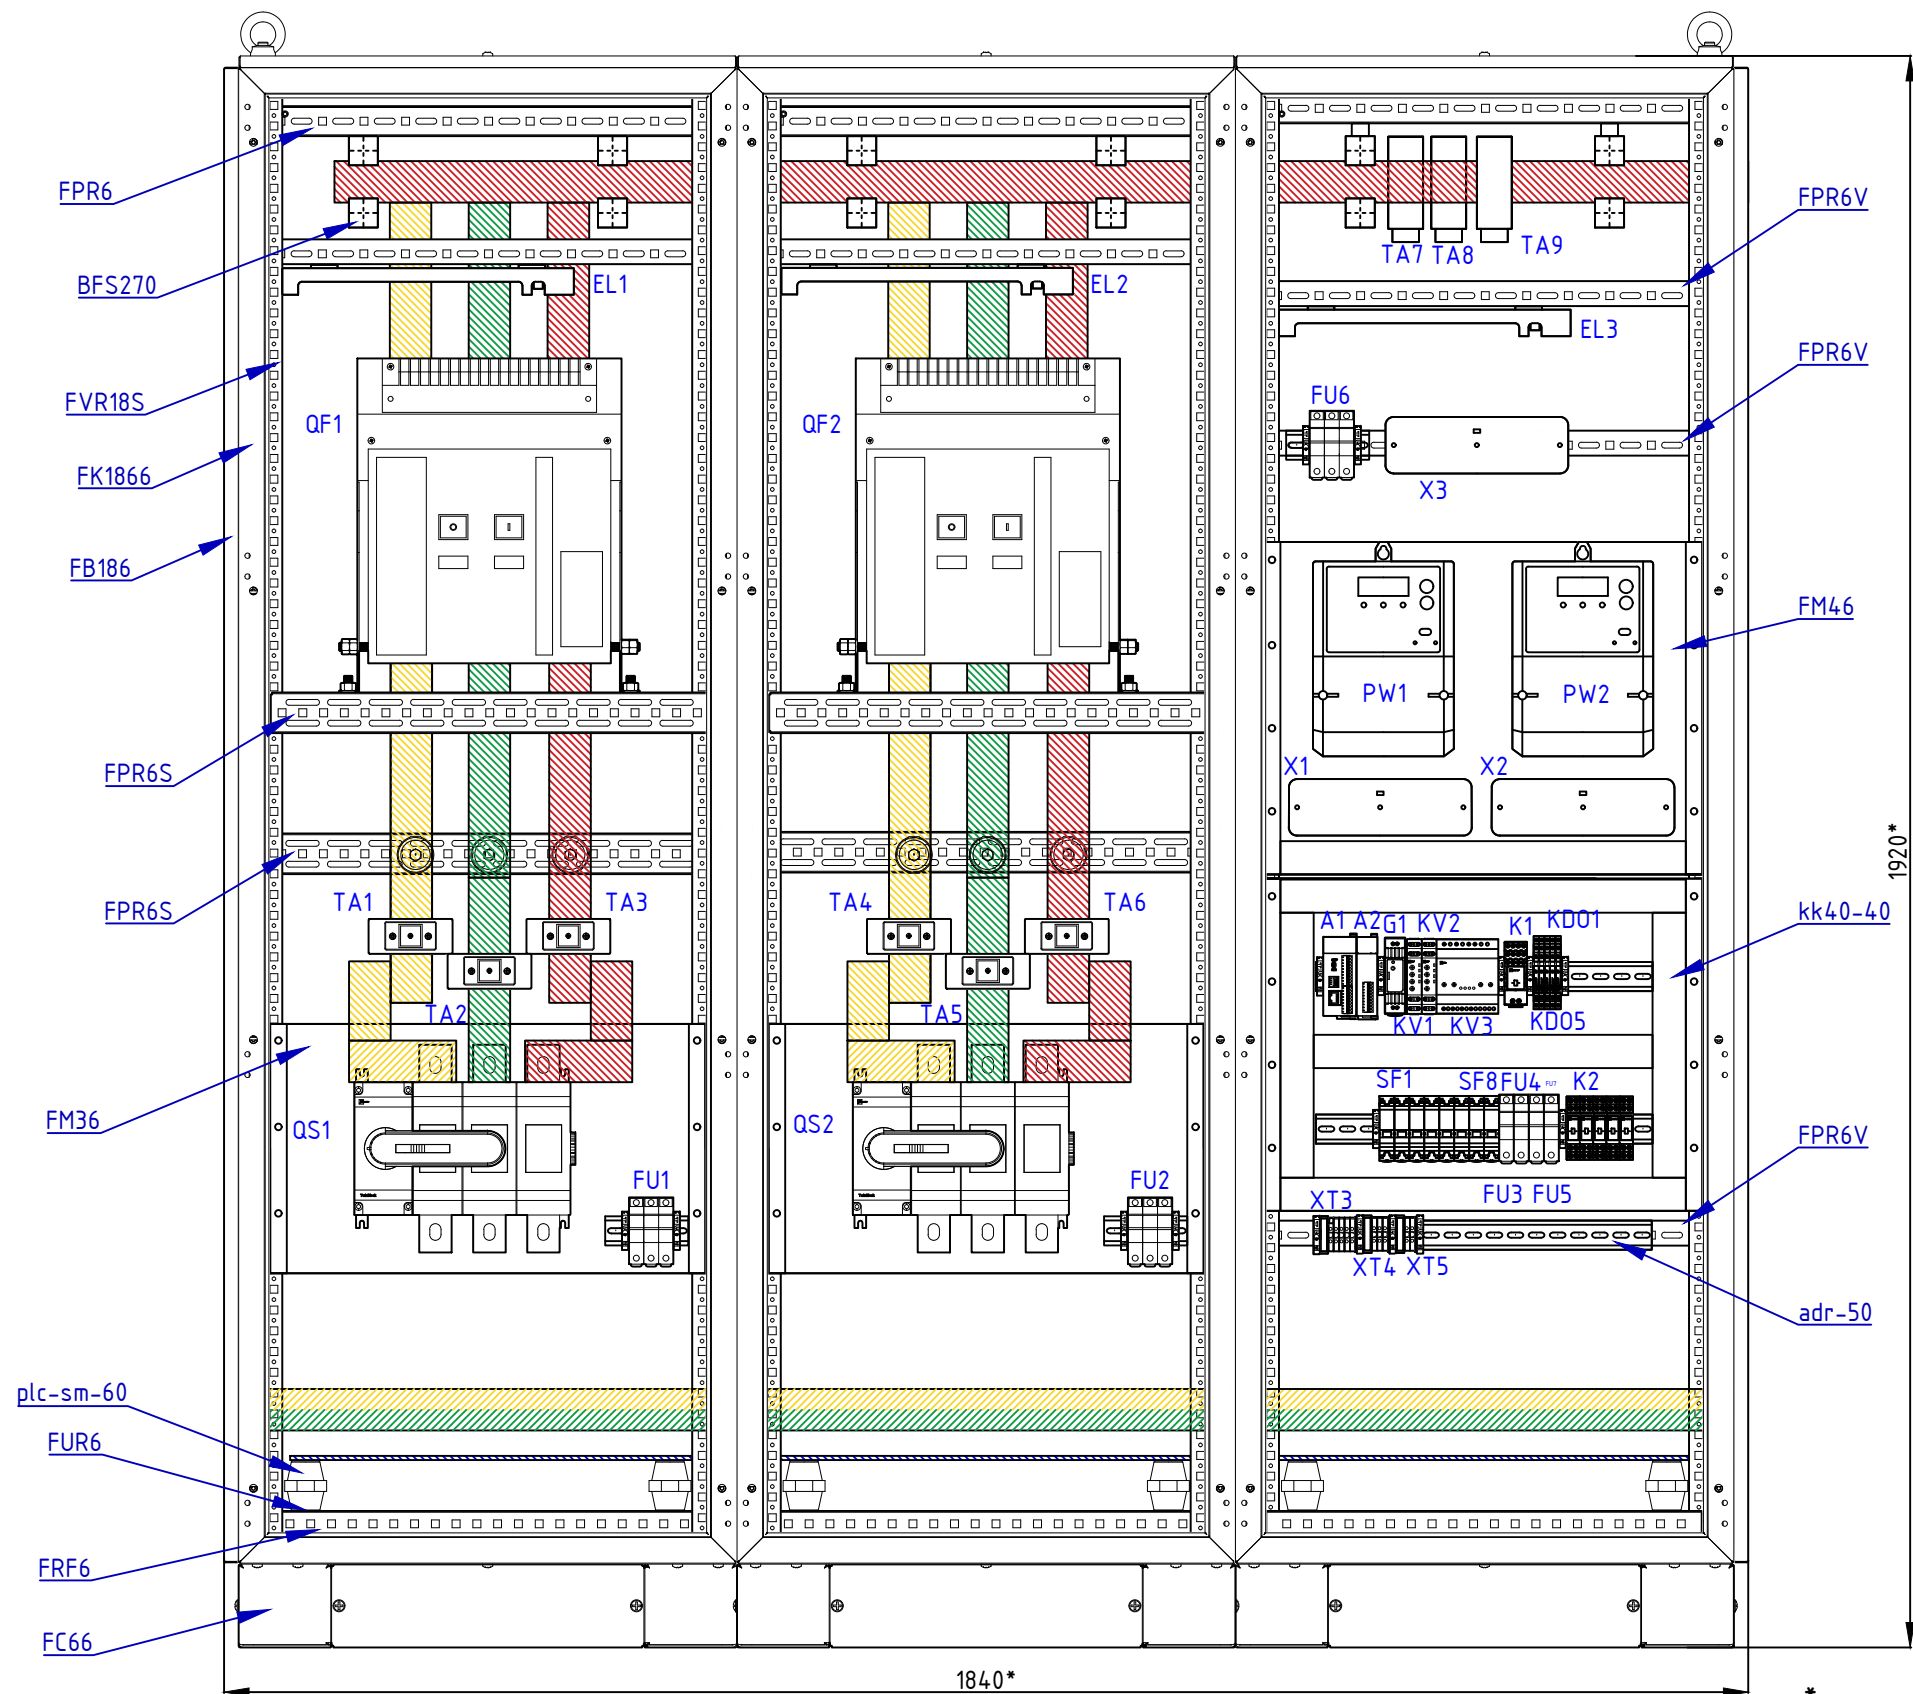 FPR6
BFS270
FVR18S
FK1866
FB186
FPR6S
FPR6S
FM36
plc-sm-60
FUR6
FRF6
FC66
EL1
QF1
TA1
TA3
TA2
QS1
FU1
EL2
QF2
TA4
TA6
TA5
QS2
FU2
TA7 TA8 TA9
EL3
FU6
X3
PW1 PW2
X1 X2
A1 A2 G1 KV2 K1 KDO1
KV1 KV3 KDO5
SF1 SF8 FU4 FU7 K2
FU3 FU5
XT3
XT4 XT5
FPR6V
FPR6V
FM46
kk40-40
FPR6V
adr-50
1920*
1840*
*